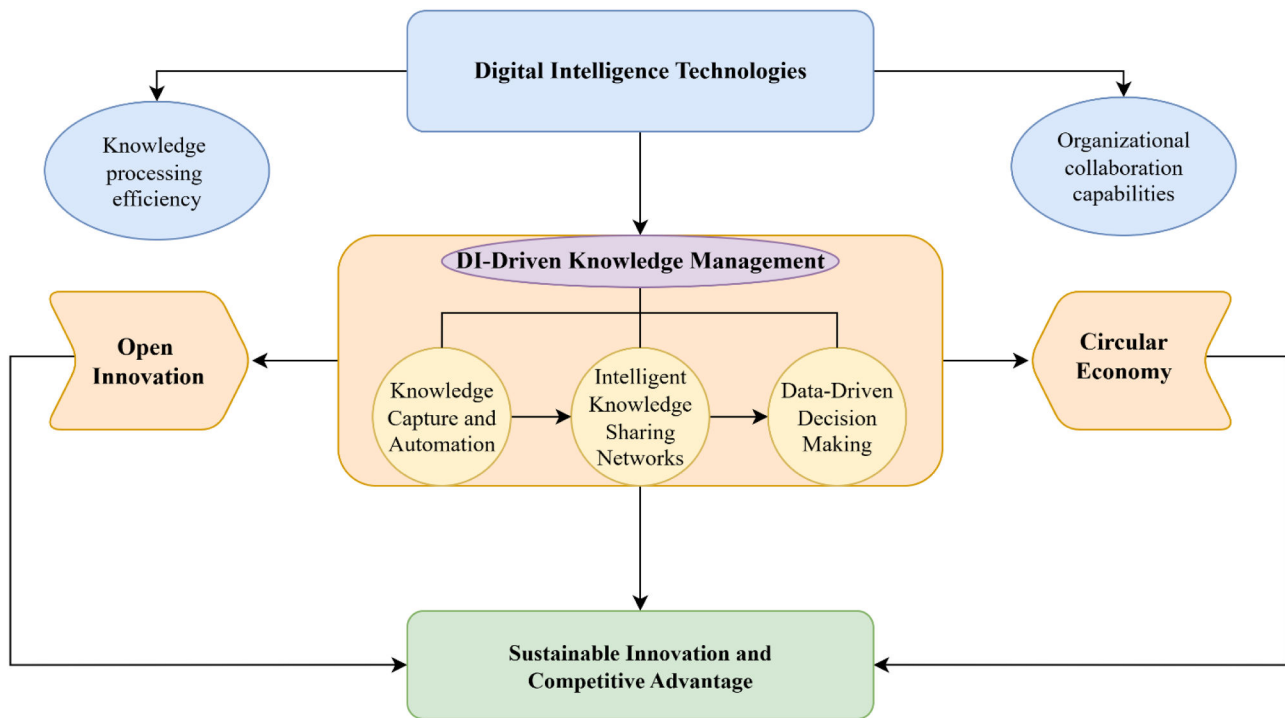 Digital Intelligence Technologies
Knowledge
processing
efficiency
Organizational
collaboration
capabilities
DI-Driven Knowledge Management
Open
Innovation
Knowledge
Capture and
Automation
Intelligent
Knowledge
Sharing
Networks
Data-Driven
Decision
Making
Circular
Economy
Sustainable Innovation and
Competitive Advantage